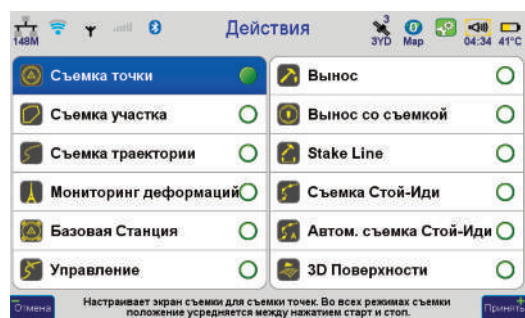 148M
Действия
3
3YD
Map
04:34
41°C
Съемка точки
Вынос
Съемка участка
Вынос со съемкой
Съемка траектории
Stake Line
Мониторинг деформаций
Съемка Стой-Иди
Базовая Станция
Автом. съемка Стой-Иди
Управление
3D Поверхности
Отмена
Настраивает экран съемки для съемки точек. Во всех режимах съемки
положение усредняется между нажатием старт и стоп.
Принять